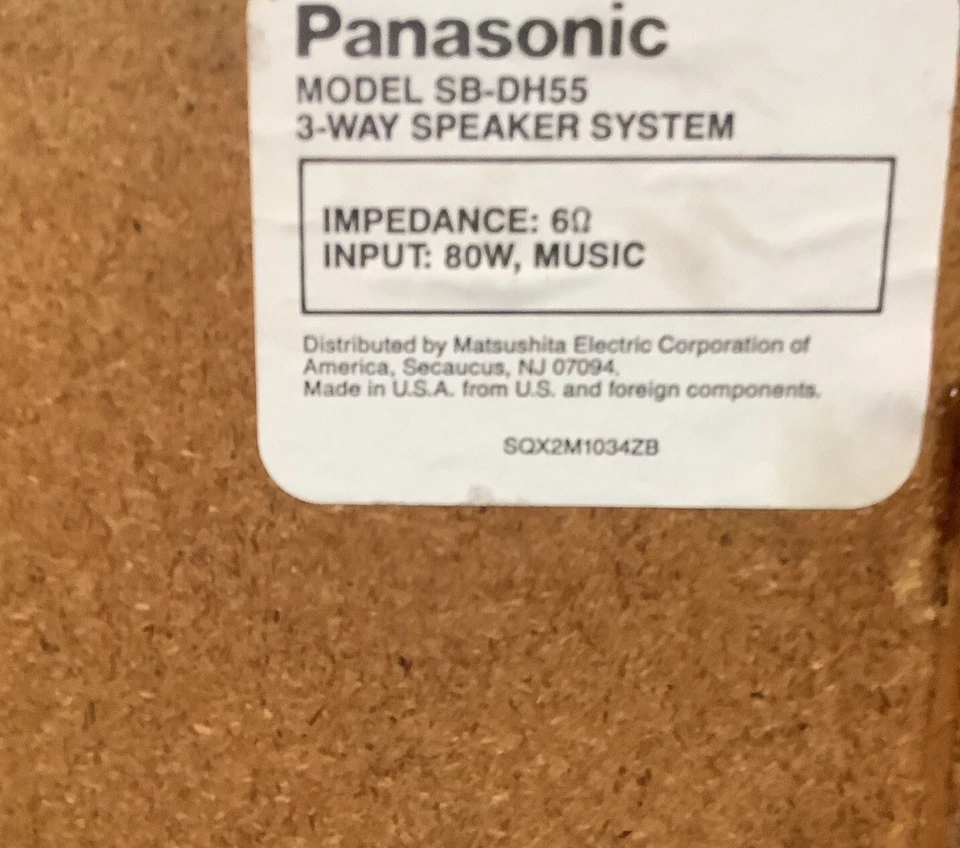 Panasonic
MODEL SB-DH55
3-WAY SPEAKER SYSTEM
IMPEDANCE: 6Ω
INPUT: 80W, MUSIC
Distributed by Matsushita Electric Corporation of
America, Secaucus, NJ 07094.
Made in U.S.A. from U.S. and foreign components.
SQX2M1034ZB